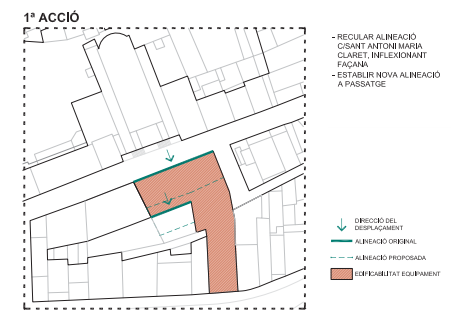 1ª ACCIÓ
- RECULAR ALINEACIÓ
C/SANT ANTONI MARIA
CLARET, INFLEXIONANT
FAÇANA
- ESTABLIR NOVA ALINEACIÓ
A PASSATGE
DIRECCIÓ DEL
DESPLAÇAMENT
ALINEACIÓ ORIGINAL
ALINEACIÓ PROPOSADA
EDIFICABILITAT EQUIPAMENT